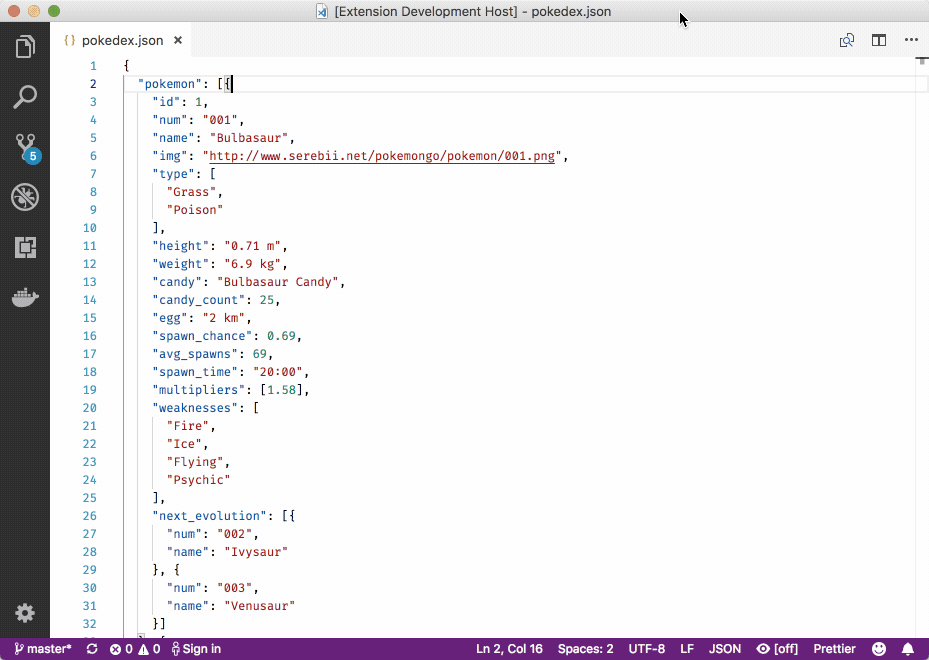 [Extension Development Host] - pokedex.json
{} pokedex.json ×
1 {
2   "pokemon": [{
3     "id": 1,
4     "num": "001",
5     "name": "Bulbasaur",
6     "img": "http://www.serebii.net/pokemongo/pokemon/001.png",
7     "type": [
8       "Grass",
9       "Poison"
10     ],
11     "height": "0.71 m",
12     "weight": "6.9 kg",
13     "candy": "Bulbasaur Candy",
14     "candy_count": 25,
15     "egg": "2 km",
16     "spawn_chance": 0.69,
17     "avg_spawns": 69,
18     "spawn_time": "20:00",
19     "multipliers": [1.58],
20     "weaknesses": [
21       "Fire",
22       "Ice",
23       "Flying",
24       "Psychic"
25     ],
26     "next_evolution": [{
27       "num": "002",
28       "name": "Ivysaur"
29     }, {
30       "num": "003",
31       "name": "Venusaur"
32     }]
5
master* 0 0 Sign in Ln 2, Col 16 Spaces: 2 UTF-8 LF JSON [off] Prettier